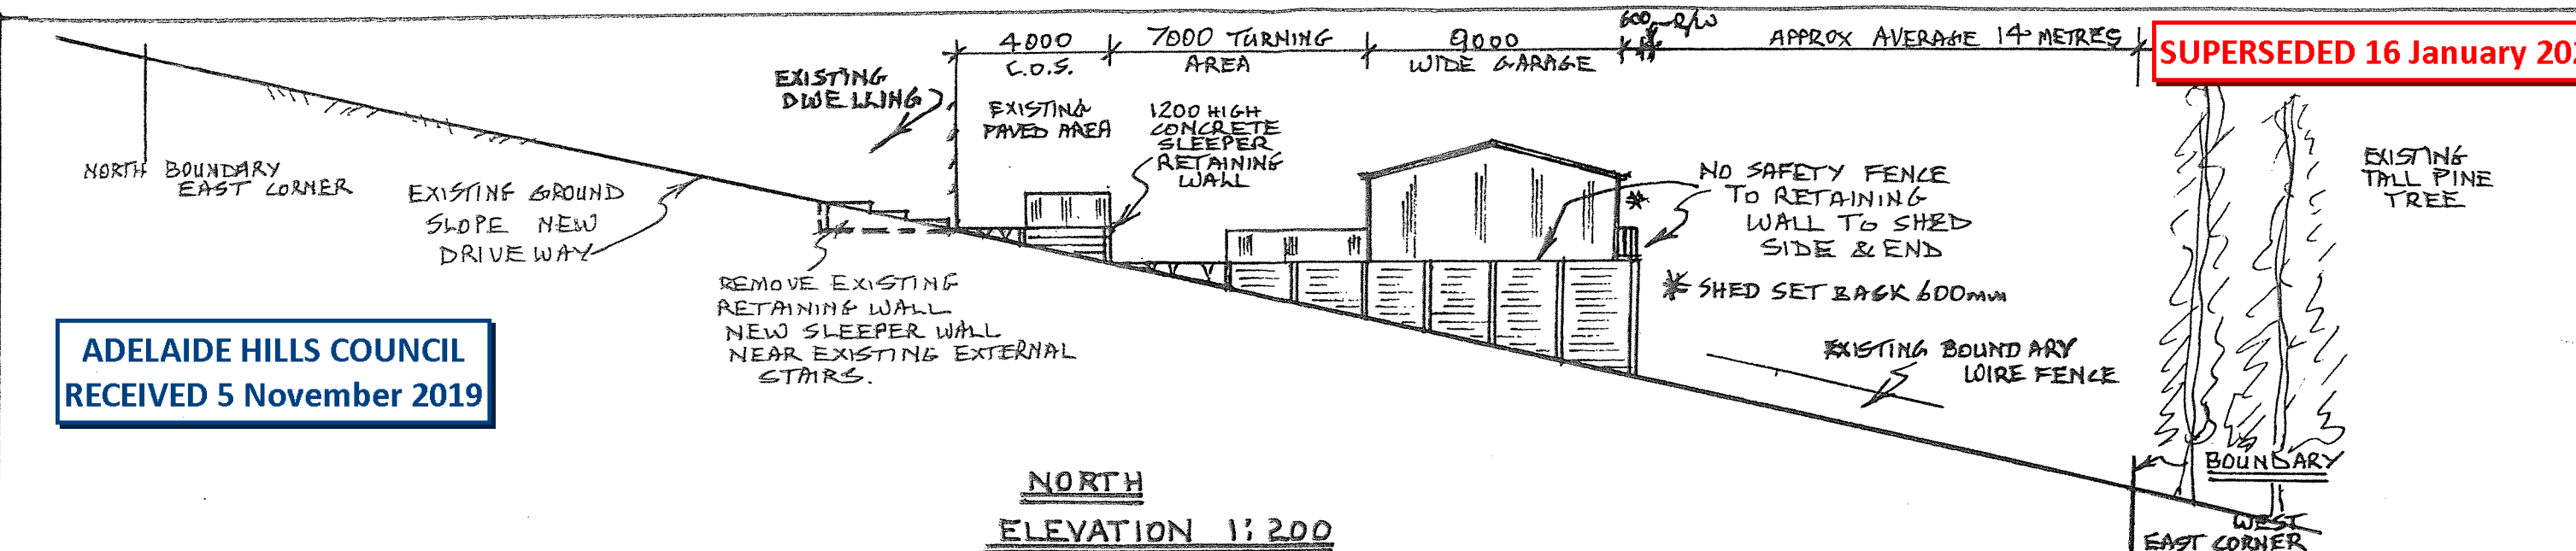 4000
C.O.S.
7000 TURNING
AREA
9000
WIDE GARAGE
600
R/W
APPROX AVERAGE 14 METRES
SUPERSEDED 16 January 202
EXISTING
DWELLING
EXISTING
PAVED AREA
1200 HIGH
CONCRETE
SLEEPER
RETAINING
WALL
NORTH BOUNDARY
EAST CORNER
EXISTING GROUND
SLOPE NEW
DRIVEWAY
NO SAFETY FENCE
TO RETAINING
WALL TO SHED
SIDE & END
* SHED SET BACK 600mm
EXISTING
TALL PINE
TREE
REMOVE EXISTING
RETAINING WALL
NEW SLEEPER WALL
NEAR EXISTING EXTERNAL
STAIRS.
ADELAIDE HILLS COUNCIL
RECEIVED 5 November 2019
EXISTING BOUNDARY
WIRE FENCE
BOUNDARY
WEST
EAST CORNER
NORTH
ELEVATION 1:200